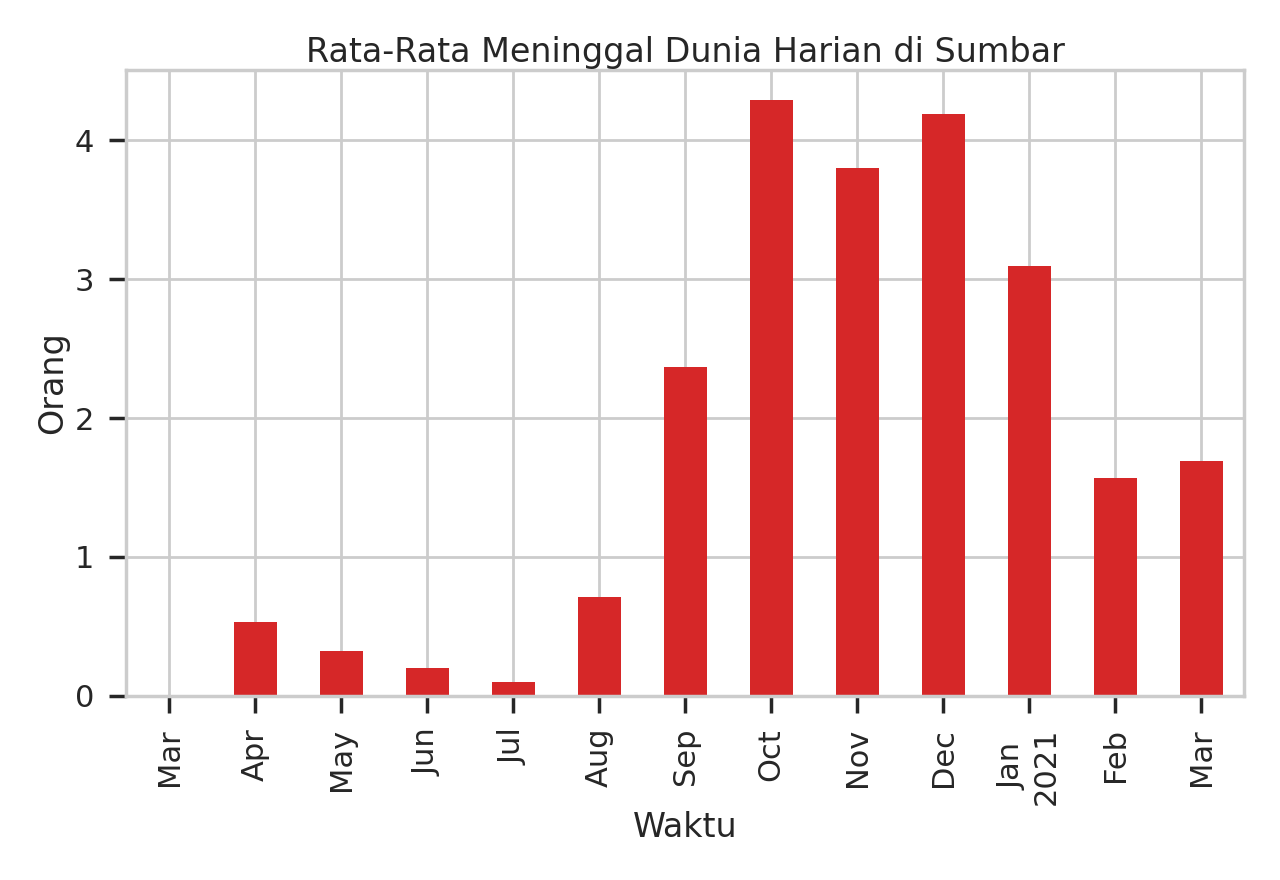 Rata-Rata Meninggal Dunia Harian di Sumbar
4
3
2
1
0
Orang
Mar
Apr
May
Jun
Jul
Aug
Sep
Oct
Nov
Dec
Jan
2021
Feb
Mar
Waktu